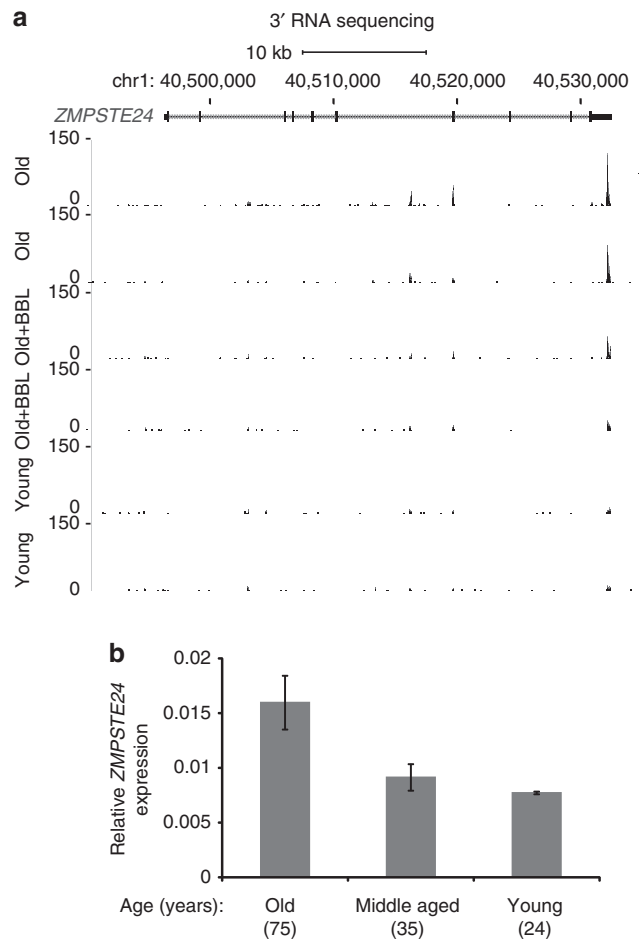 a
3′ RNA sequencing
10 kb
chr1: 40,500,000 40,510,000 40,520,000 40,530,000
ZMPSTE24
150
Old
0
150
Old
0
150
Old+BBL
0
150
Old+BBL
0
150
Young
0
150
Young
0
b
0.02
0.015
0.01
0.005
0
Relative ZMPSTE24
expression
Age (years): Old Middle aged Young
(75) (35) (24)